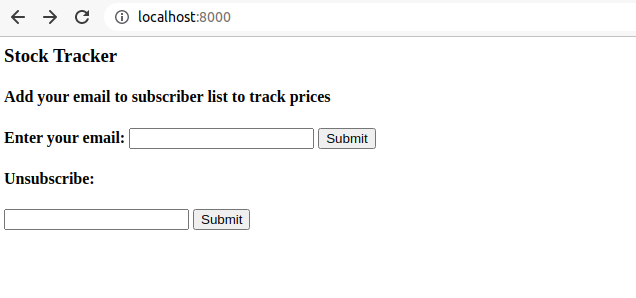 localhost:8000
Stock Tracker
Add your email to subscriber list to track prices
Enter your email: Submit
Unsubscribe:
Submit